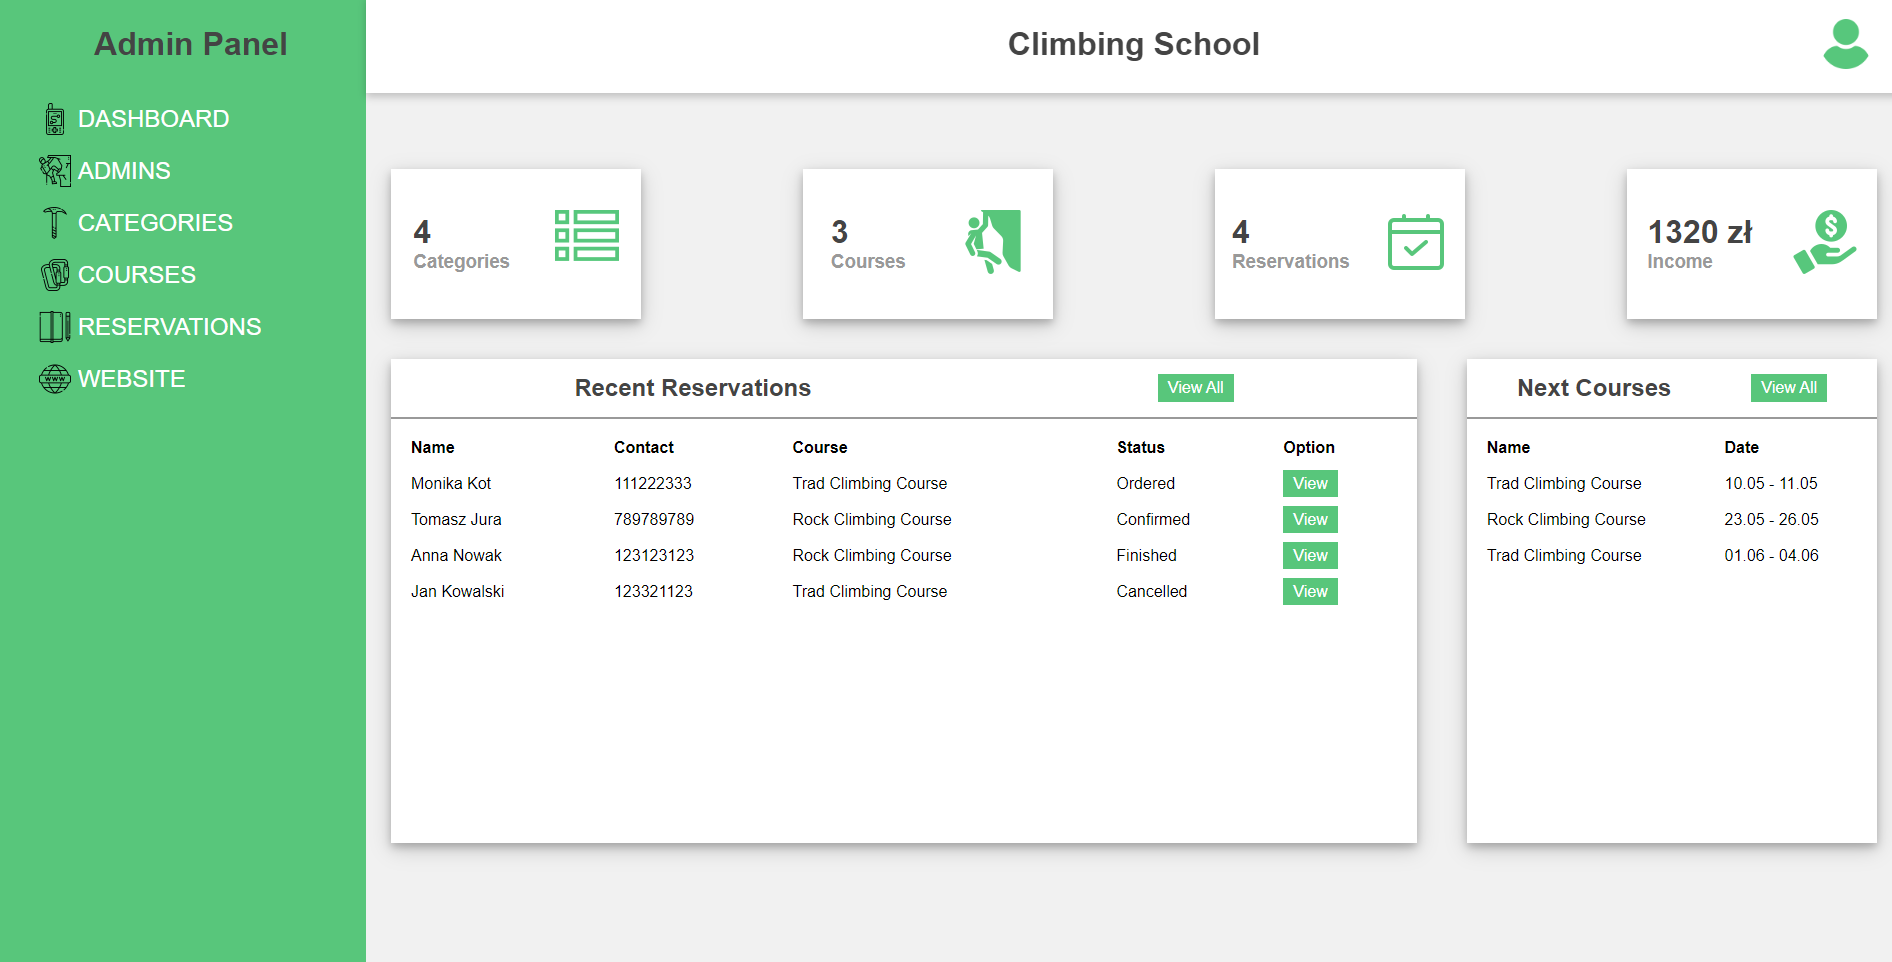 Admin Panel
Climbing School
DASHBOARD
ADMINS
CATEGORIES
COURSES
RESERVATIONS
WWW
WEBSITE
4
Categories
3
Courses
4
Reservations
1320 zł
Income
$
Recent Reservations View All
Name Contact Course Status Option
Monika Kot 111222333 Trad Climbing Course Ordered View
Tomasz Jura 789789789 Rock Climbing Course Confirmed View
Anna Nowak 123123123 Rock Climbing Course Finished View
Jan Kowalski 123321123 Trad Climbing Course Cancelled View
Next Courses View All
Name Date
Trad Climbing Course 10.05 - 11.05
Rock Climbing Course 23.05 - 26.05
Trad Climbing Course 01.06 - 04.06